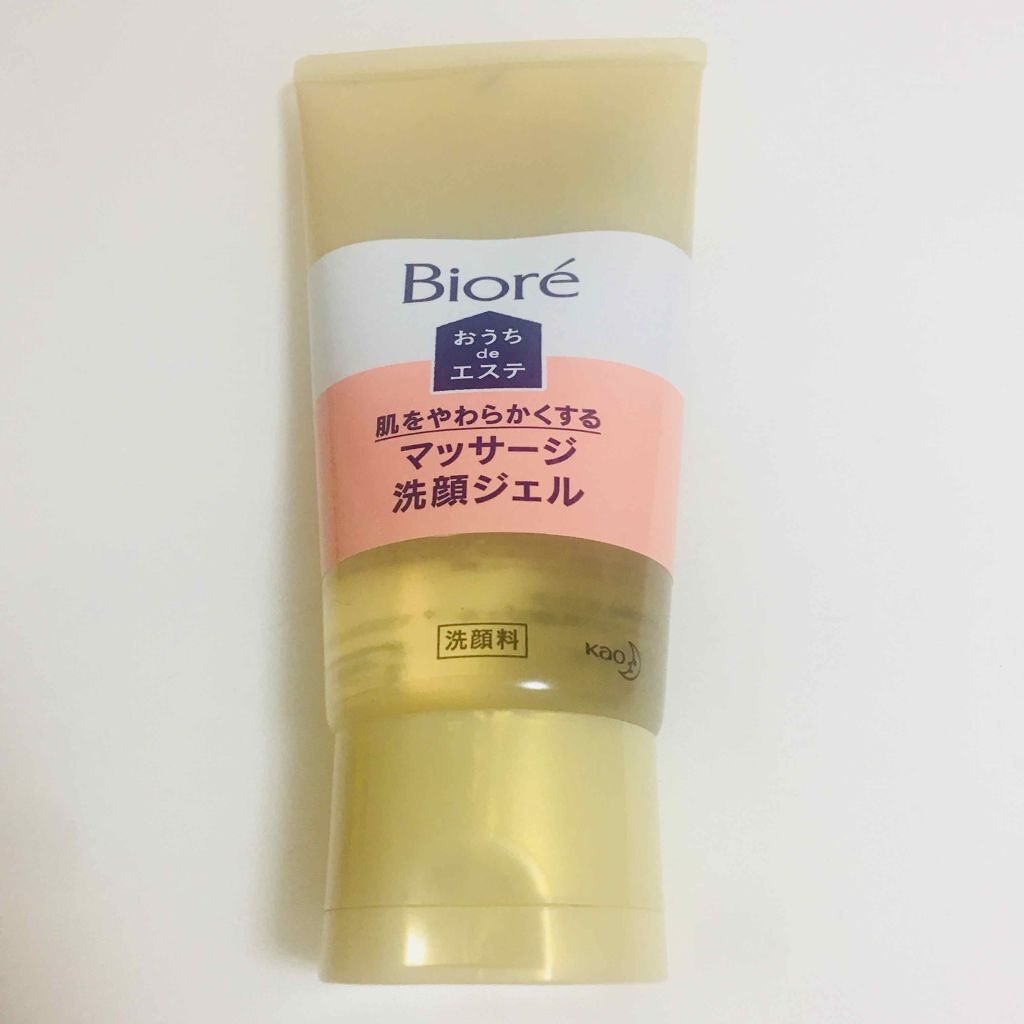 Bioré
おうち
de
エステ
肌をやわらかくする
マッサージ
洗顔ジェル
洗顔料
Kao